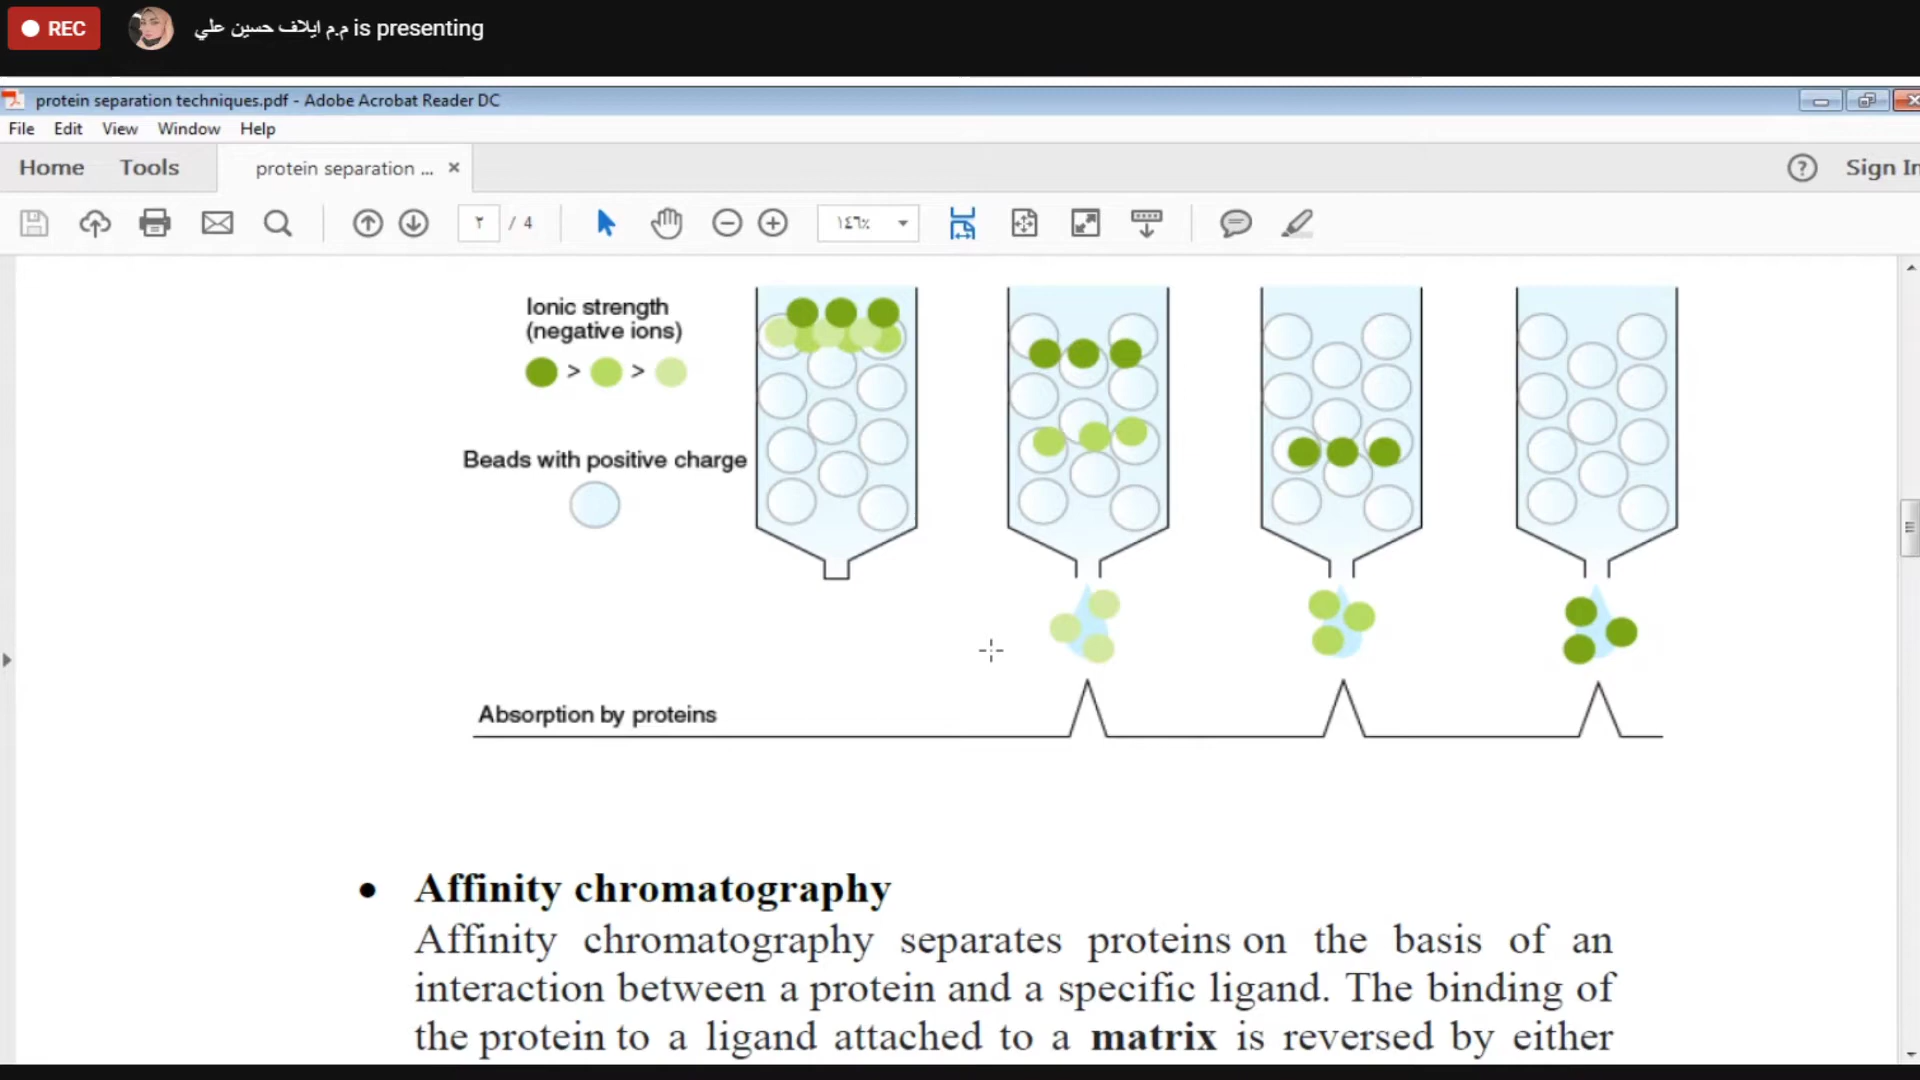 REC
م.م ايلاف حسين علي is presenting
protein separation techniques.pdf - Adobe Acrobat Reader DC
File Edit View Window Help
Home Tools protein separation ... × ? Sign In
٢ / 4 ١٤٦٪
Ionic strength
(negative ions)
> >
Beads with positive charge
Absorption by proteins
• Affinity chromatography
Affinity chromatography separates proteins on the basis of an
interaction between a protein and a specific ligand. The binding of
the protein to a ligand attached to a matrix is reversed by either